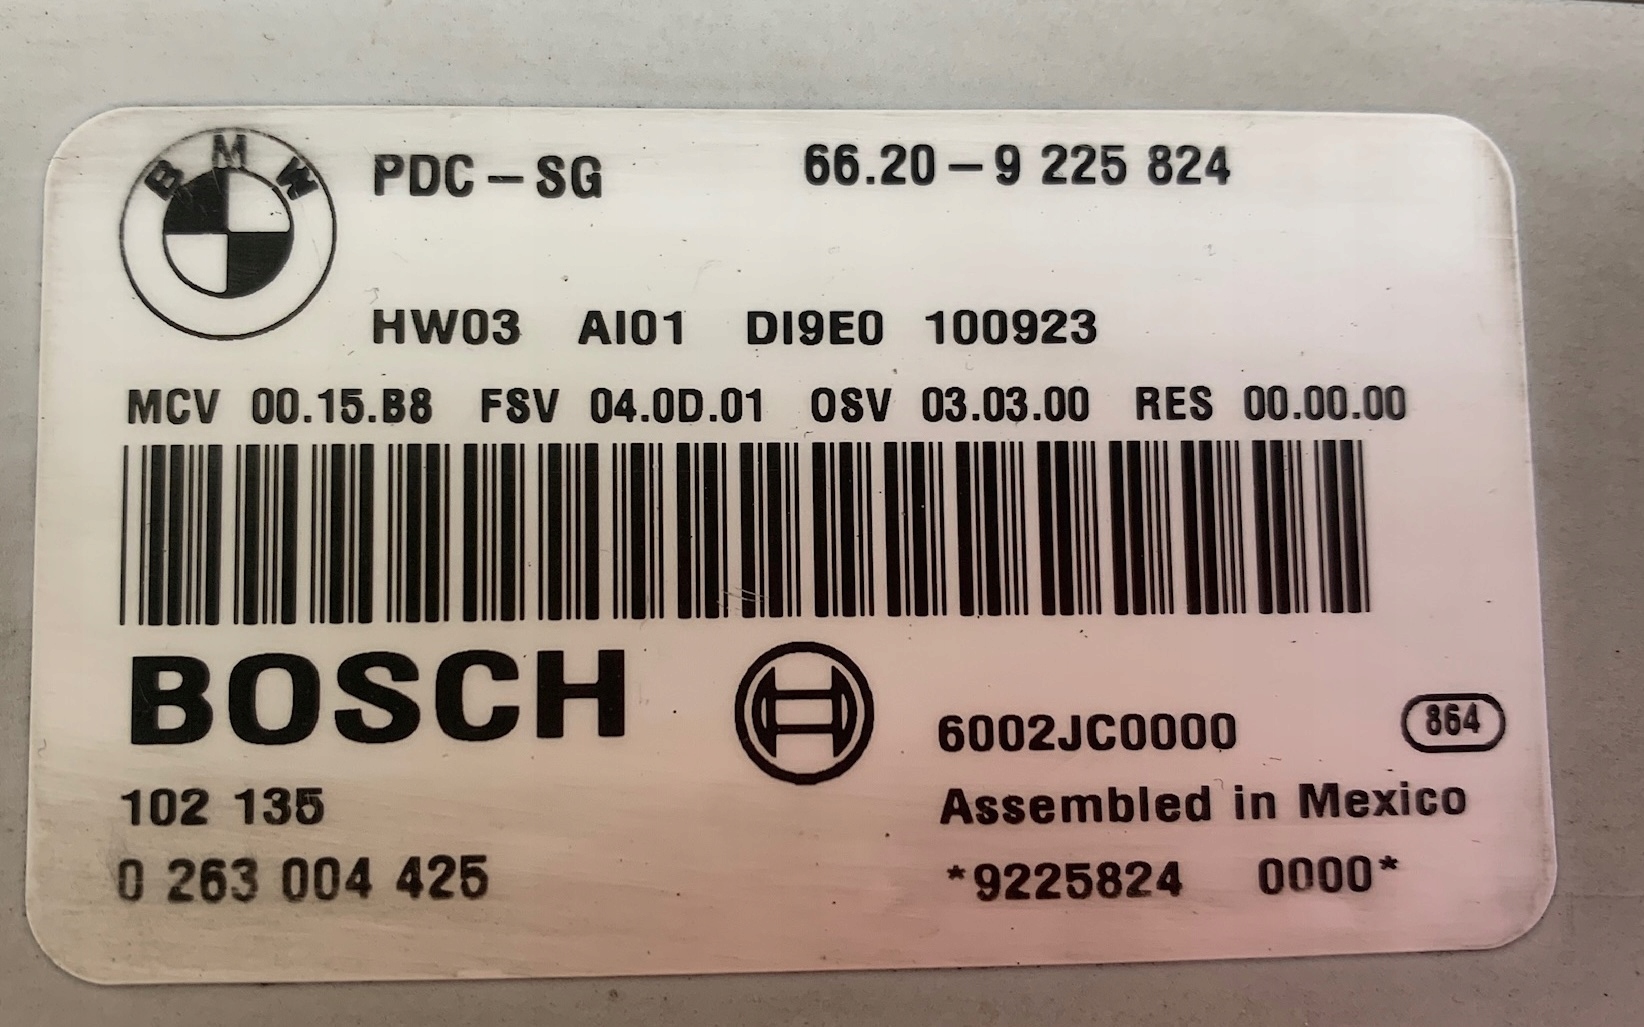 BMW PDC-SG 66.20-9 225 824
HW03 AI01 DI9E0 100923
MCV 00.15.B8 FSV 04.0D.01 OSV 03.03.00 RES 00.00.00
BOSCH
6002JC0000 864
102 135 Assembled in Mexico
0 263 004 425 *9225824 0000*